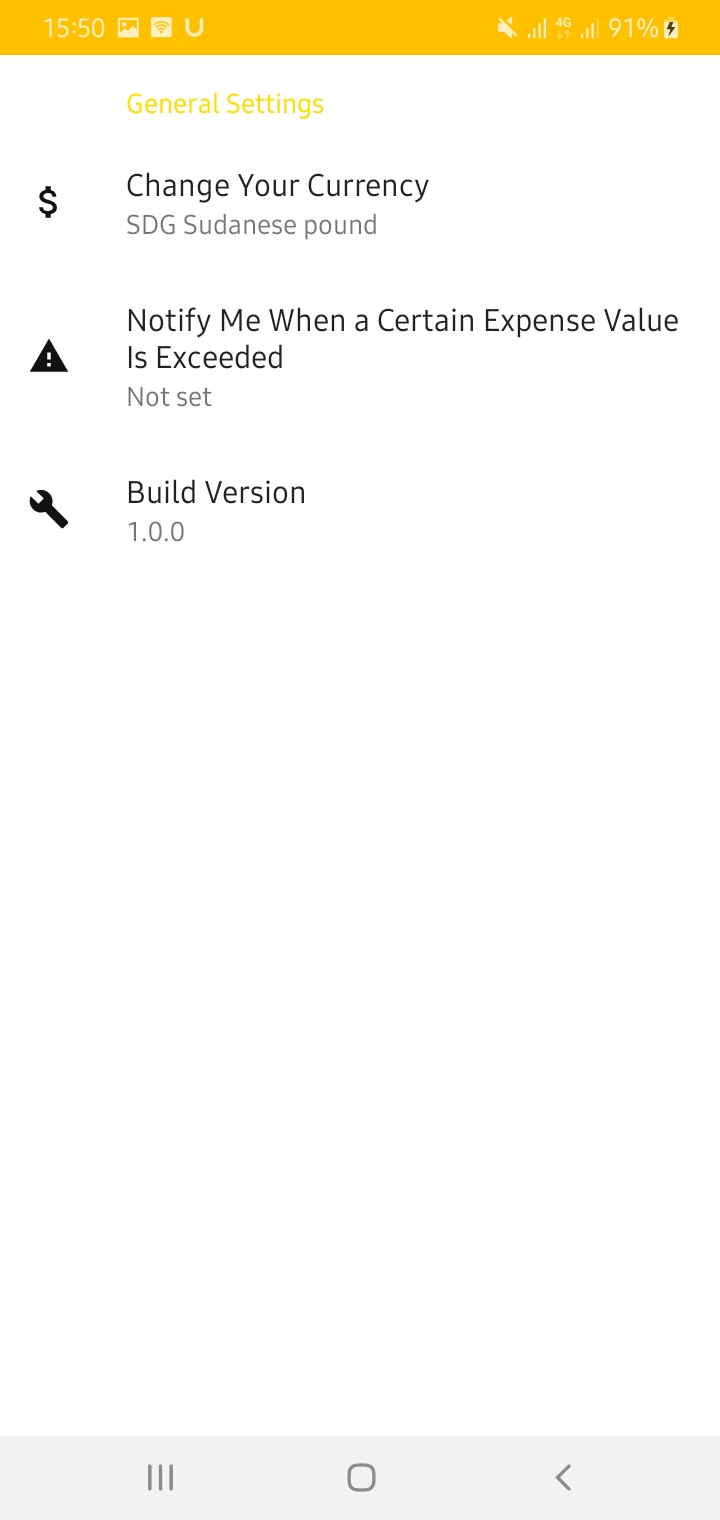 15:50 4G 91%
General Settings
Change Your Currency
SDG Sudanese pound
Notify Me When a Certain Expense Value
Is Exceeded
Not set
Build Version
1.0.0